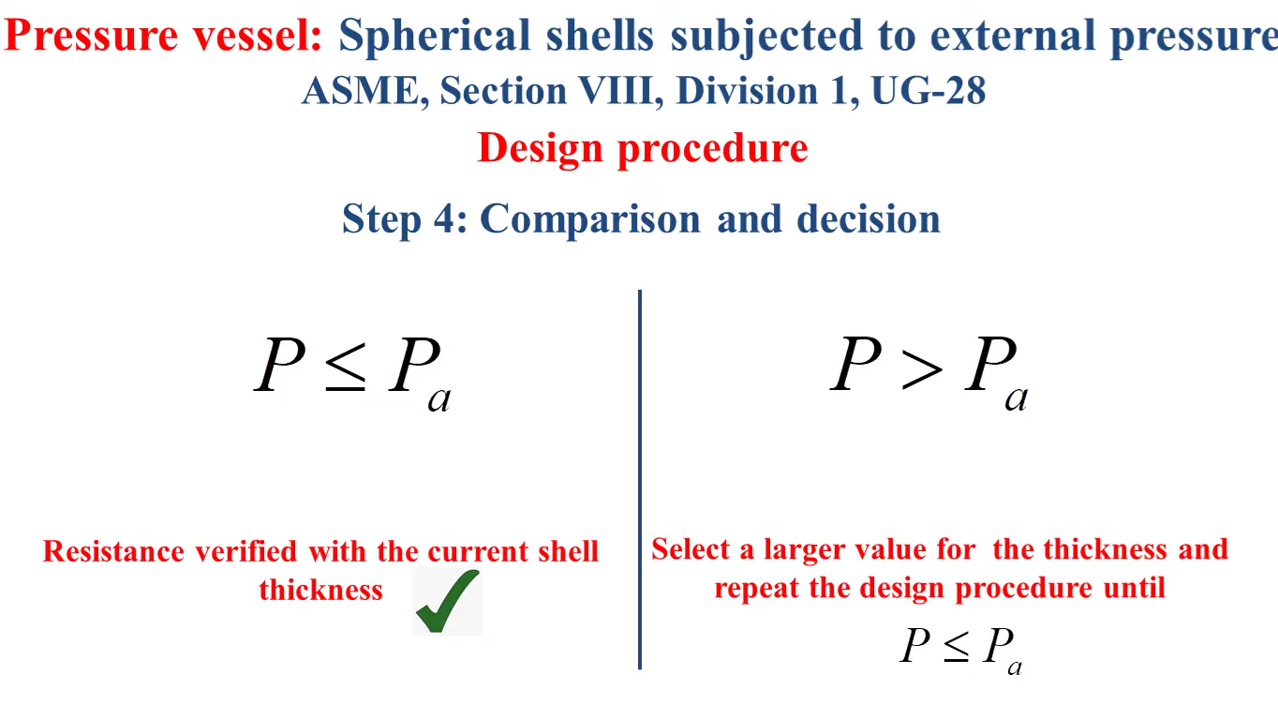 Pressure vessel: Spherical shells subjected to external pressure
ASME, Section VIII, Division 1, UG-28
Design procedure
Step 4: Comparison and decision
P ≤ Pₐ
P > Pₐ
Resistance verified with the current shell
thickness
Select a larger value for the thickness and
repeat the design procedure until
P ≤ Pₐ